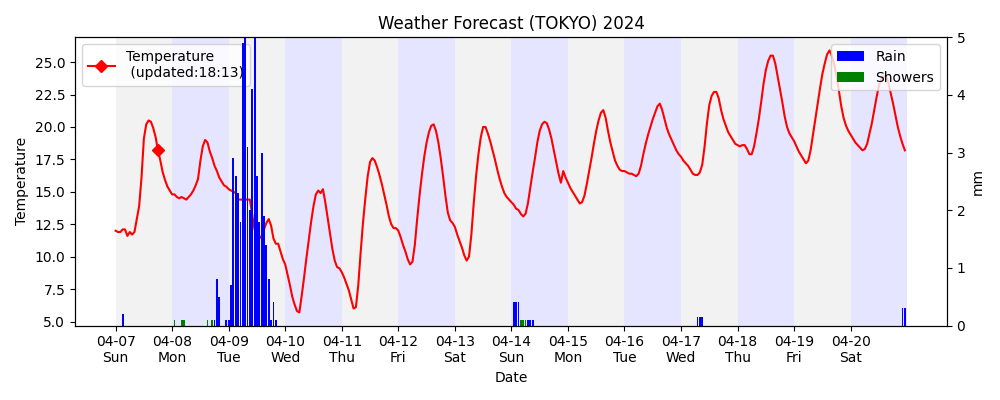 Weather Forecast (TOKYO) 2024
Temperature
(updated:18:13)
Rain
Showers
Temperature
25.0
22.5
20.0
17.5
15.0
12.5
10.0
7.5
5.0
5
4
3
2
1
0
mm
04-07 04-08 04-09 04-10 04-11 04-12 04-13 04-14 04-15 04-16 04-17 04-18 04-19 04-20
Sun Mon Tue Wed Thu Fri Sat Sun Mon Tue Wed Thu Fri Sat
Date